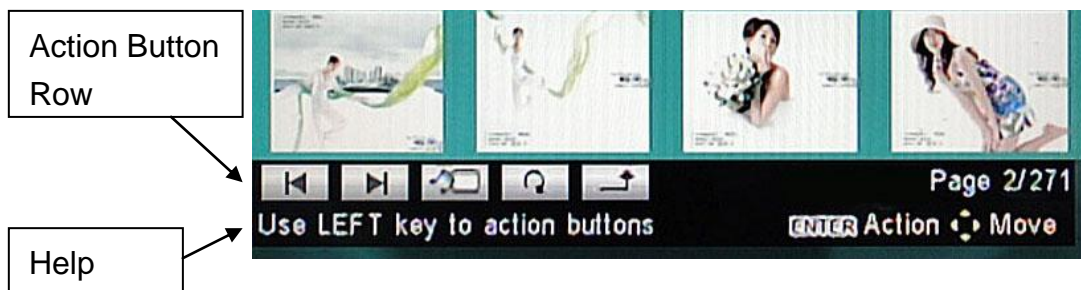 Action Button
Row
Page 2/271
Use LEFT key to action buttons
ENTER Action Move
Help